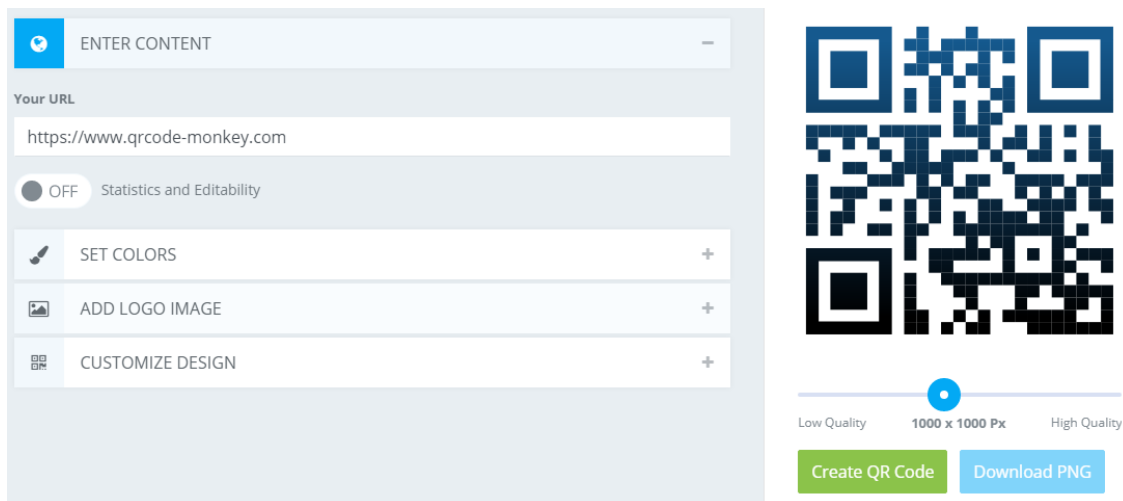 ENTER CONTENT
Your URL
https://www.qrcode-monkey.com
OFF Statistics and Editability
SET COLORS
ADD LOGO IMAGE
CUSTOMIZE DESIGN
Low Quality 1000 x 1000 Px High Quality
Create QR Code Download PNG